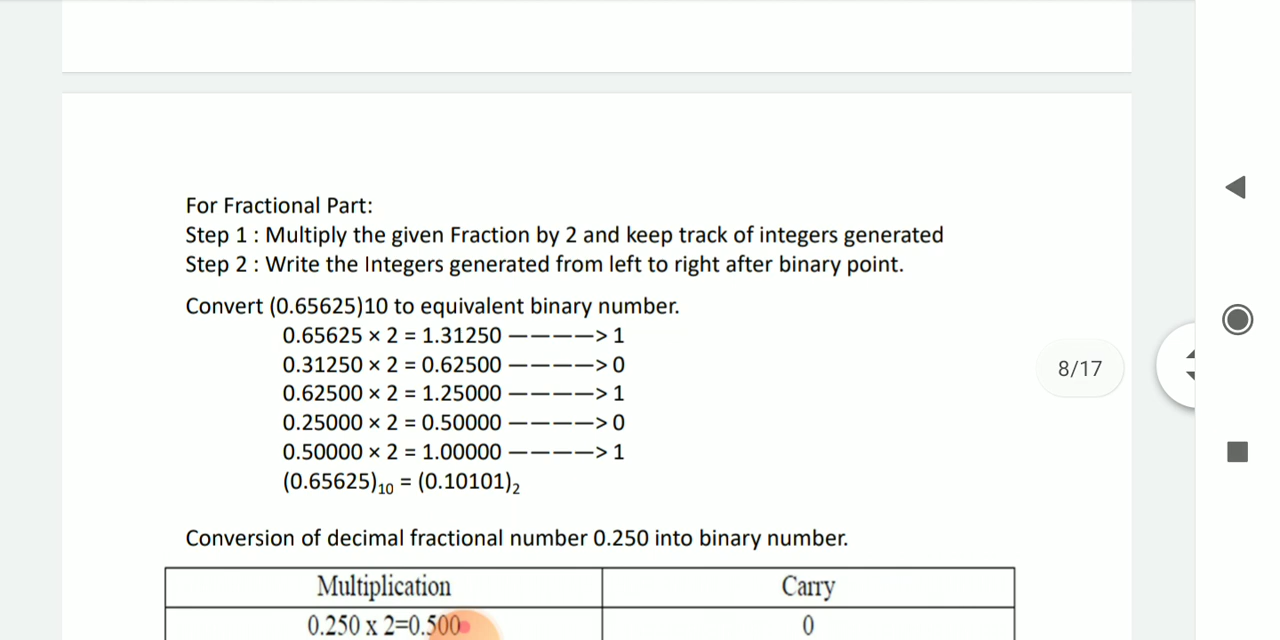 For Fractional Part:
Step 1 : Multiply the given Fraction by 2 and keep track of integers generated
Step 2 : Write the Integers generated from left to right after binary point.
Convert (0.65625)10 to equivalent binary number.
0.65625 × 2 = 1.31250 ————> 1
0.31250 × 2 = 0.62500 ————> 0
0.62500 × 2 = 1.25000 ————> 1
0.25000 × 2 = 0.50000 ————> 0
0.50000 × 2 = 1.00000 ————> 1
(0.65625)₁₀ = (0.10101)₂
8/17
Conversion of decimal fractional number 0.250 into binary number.
Multiplication Carry
0.250 x 2=0.500 0